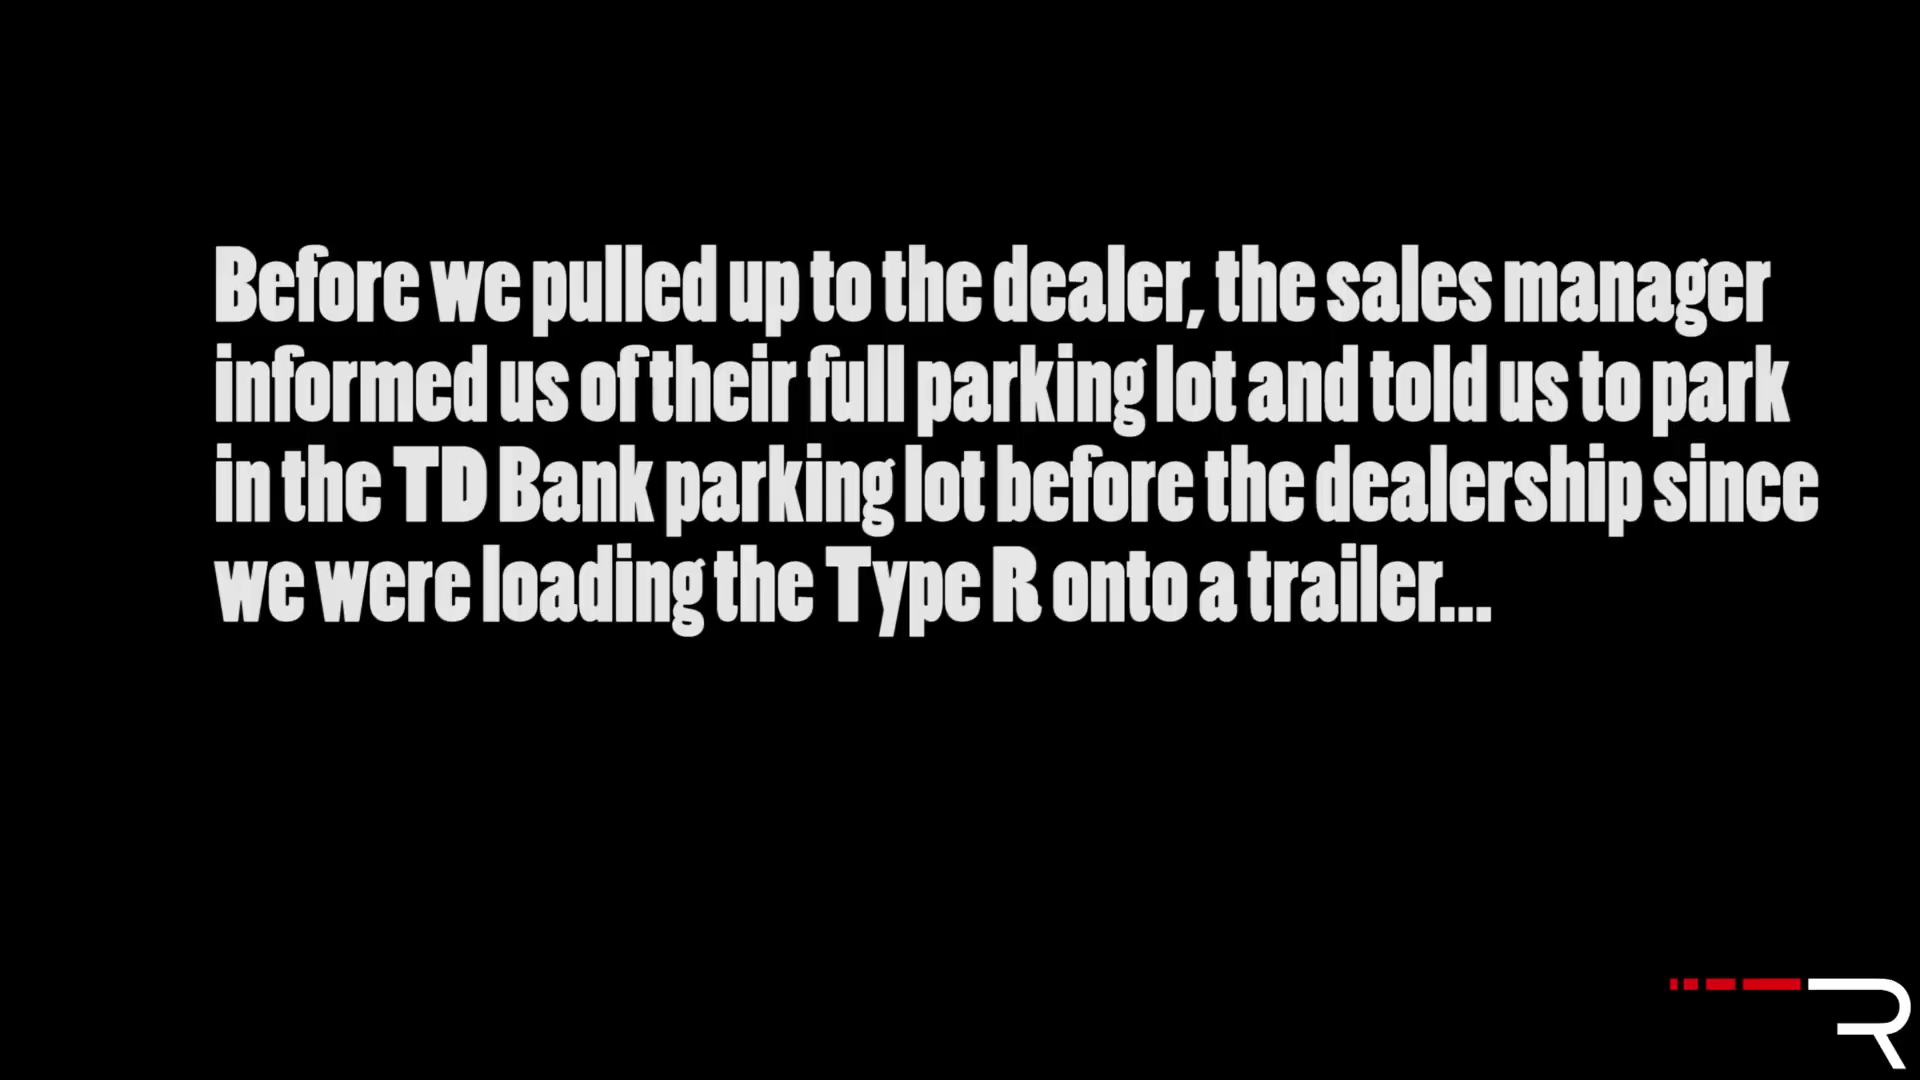 Before we pulled up to the dealer, the sales manager
informed us of their full parking lot and told us to park
in the TD Bank parking lot before the dealership since
we were loading the Type R onto a trailer...
R